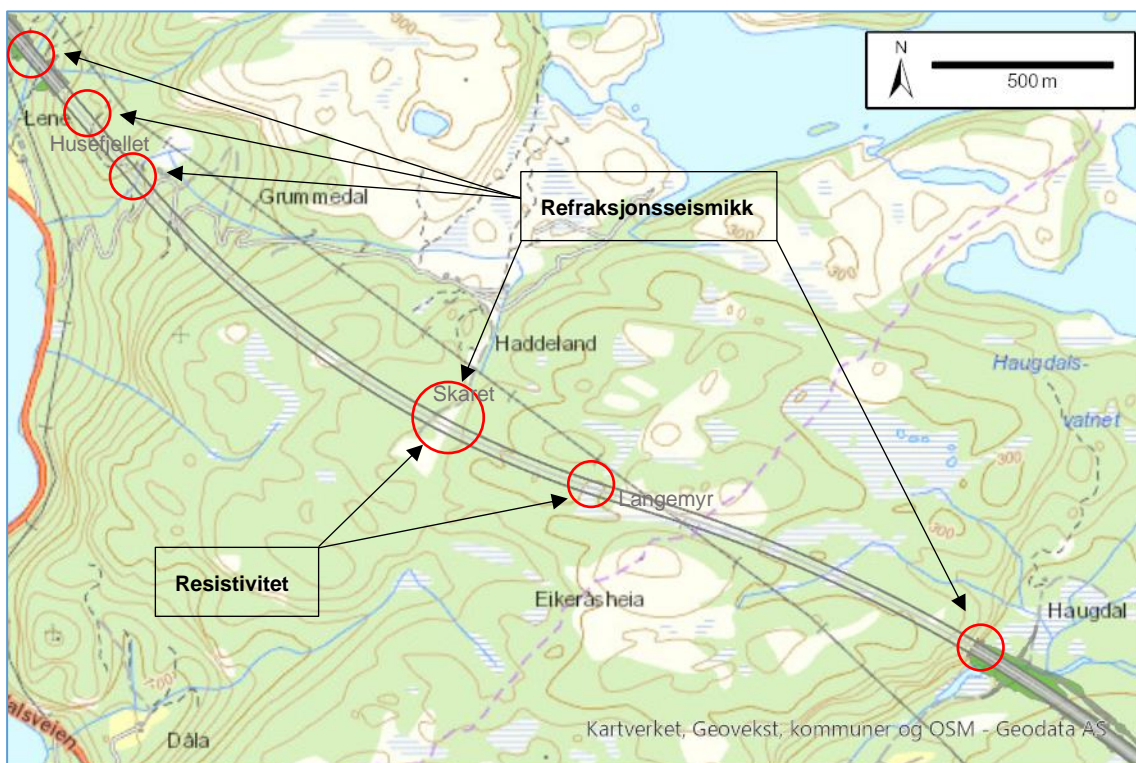 N
500 m
Lene
Husefjellet
Grummedal
Refraksjonsseismikk
300
300
Haddeland
Haugdals-
vatnet
Skaret
300
Langemyr
300
Resistivitet
Eikeråsheia
Haugdal
Kartverket, Geovekst, kommuner og OSM - Geodata AS
Dåla